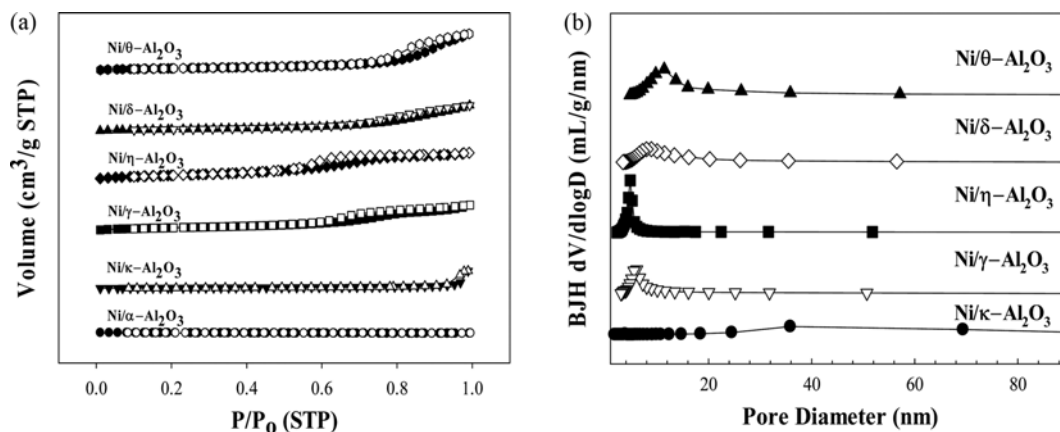 (a)
Volume (cm³/g STP)
Ni/θ−Al₂O₃
Ni/δ−Al₂O₃
Ni/η−Al₂O₃
Ni/γ−Al₂O₃
Ni/κ−Al₂O₃
Ni/α−Al₂O₃
0.0 0.2 0.4 0.6 0.8 1.0
P/P₀ (STP)
(b)
BJH dV/dlogD (mL/g/nm)
Ni/θ−Al₂O₃
Ni/δ−Al₂O₃
Ni/η−Al₂O₃
Ni/γ−Al₂O₃
Ni/κ−Al₂O₃
20 40 60 80
Pore Diameter (nm)